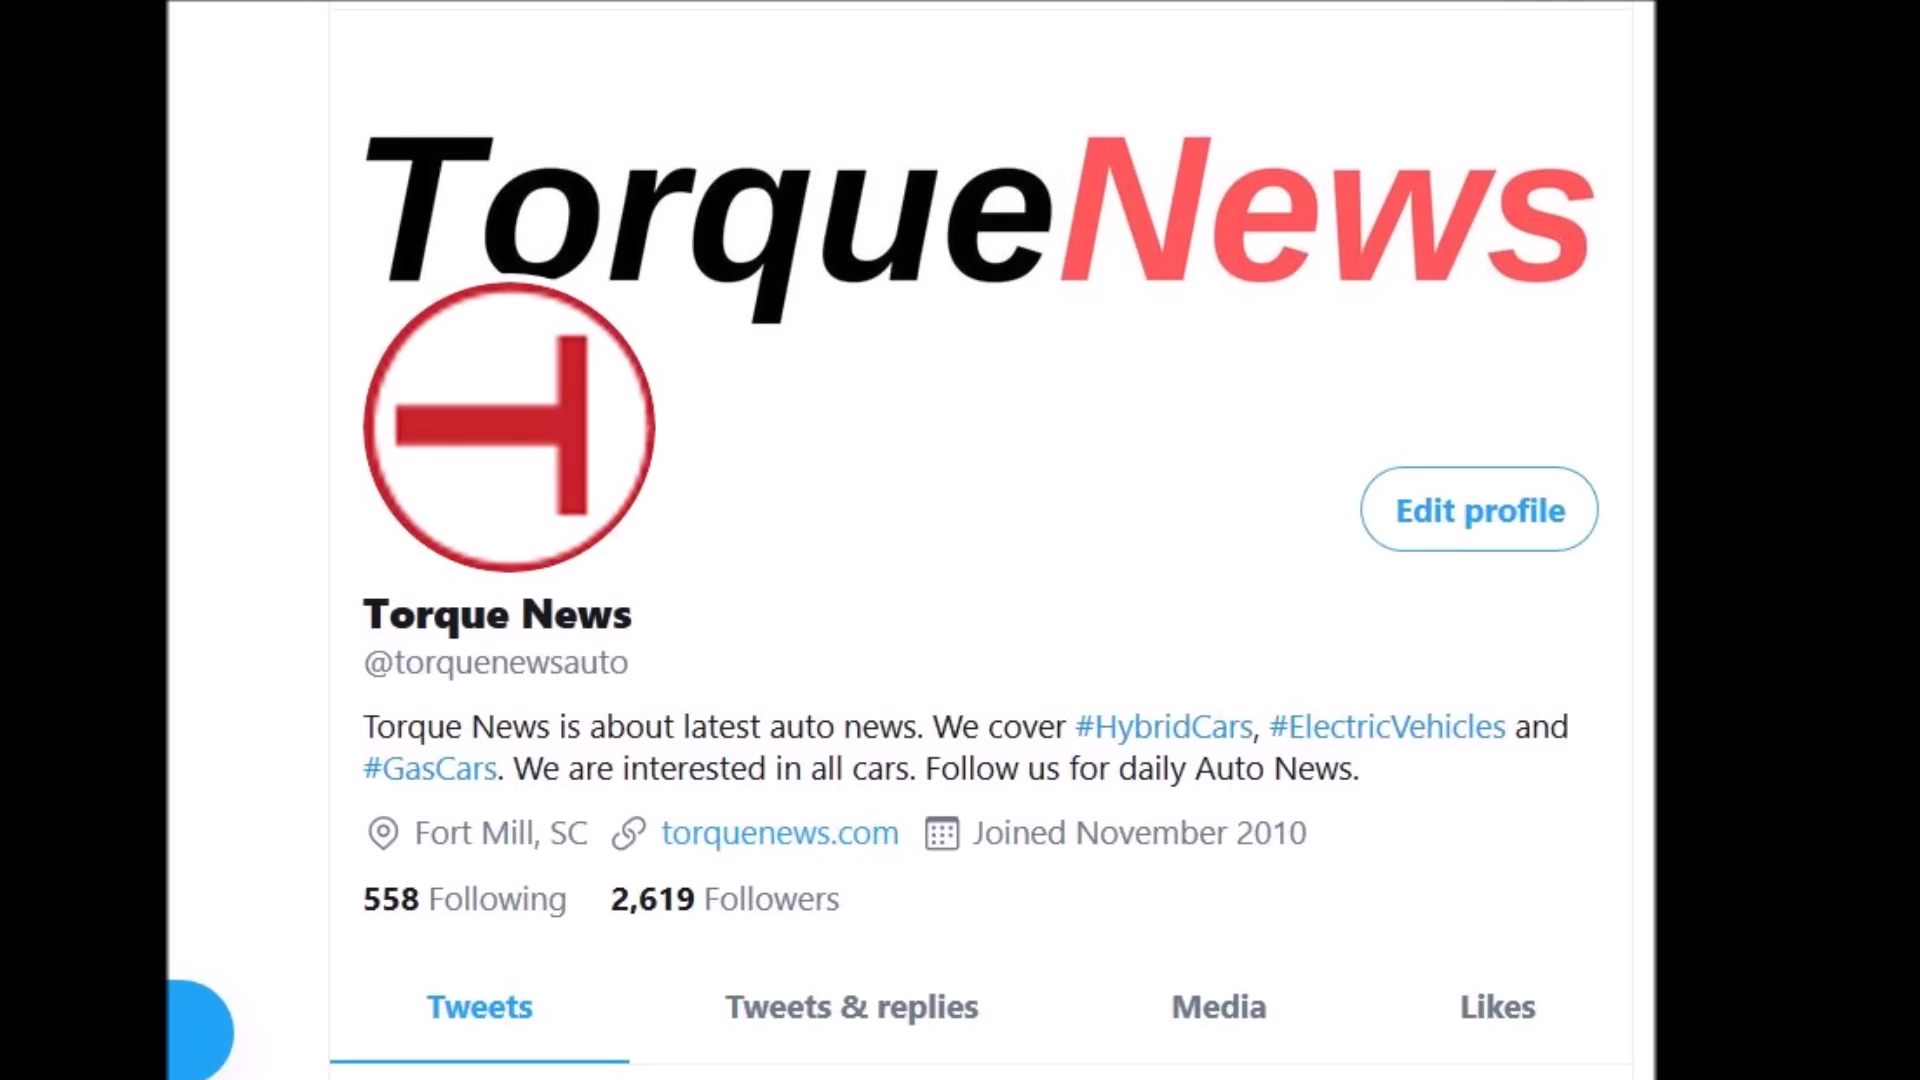 TorqueNews
T
Edit profile
Torque News
@torquenewsauto
Torque News is about latest auto news. We cover #HybridCars, #ElectricVehicles and
#GasCars. We are interested in all cars. Follow us for daily Auto News.
Fort Mill, SC torquenews.com Joined November 2010
558 Following 2,619 Followers
Tweets Tweets & replies Media Likes